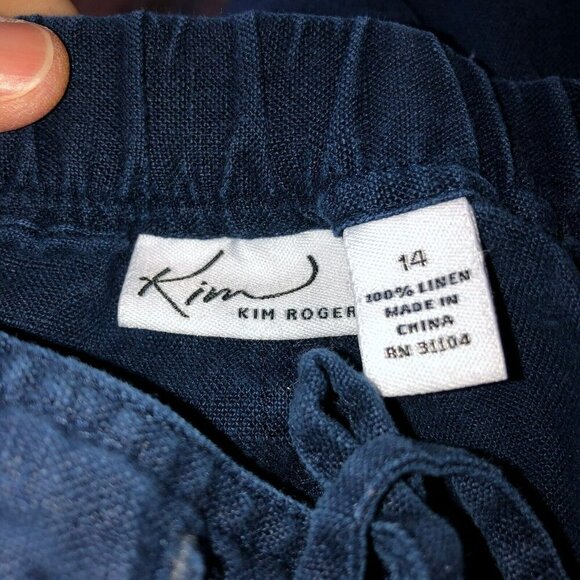 Kim
KIM ROGER
14
100% LINEN
MADE IN
CHINA
RN 31104